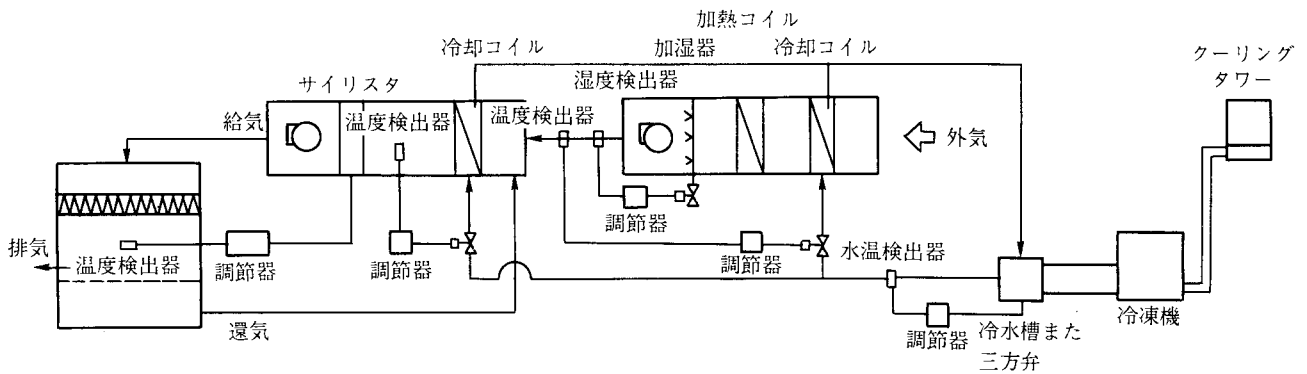 加熱コイル
冷却コイル
加湿器
冷却コイル
クーリング
タワー
サイリスタ
湿度検出器
給気
温度検出器
温度検出器
外気
調節器
排気
温度検出器
調節器
調節器
調節器
水温検出器
還気
調節器
冷水槽また
三方弁
冷凍機